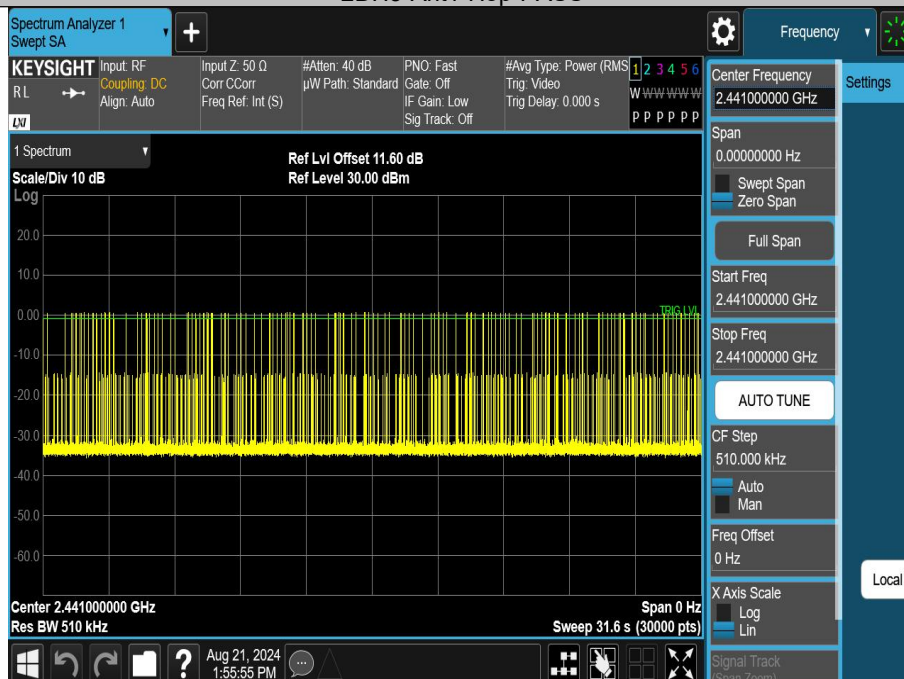 Spectrum Analyzer 1
Swept SA
+
Frequency
KEYSIGHT
R L
LXI
Input: RF
Coupling: DC
Align: Auto
Input Z: 50 Ω
Corr CCorr
Freq Ref: Int (S)
#Atten: 40 dB
µW Path: Standard
PNO: Fast
Gate: Off
IF Gain: Low
Sig Track: Off
#Avg Type: Power (RMS
Trig: Video
Trig Delay: 0.000 s
1 2 3 4 5 6
W W W W W W
P P P P P P
1 Spectrum
Scale/Div 10 dB
Ref Lvl Offset 11.60 dB
Ref Level 30.00 dBm
Log
20.0
10.0
0.00
-10.0
-20.0
-30.0
-40.0
-50.0
-60.0
TRIG LVL
Center 2.441000000 GHz
Res BW 510 kHz
Span 0 Hz
Sweep 31.6 s (30000 pts)
Center Frequency
2.441000000 GHz
Settings
Span
0.00000000 Hz
Swept Span
Zero Span
Full Span
Start Freq
2.441000000 GHz
Stop Freq
2.441000000 GHz
AUTO TUNE
CF Step
510.000 kHz
Auto
Man
Freq Offset
0 Hz
Local
X Axis Scale
Log
Lin
Signal Track
(Span Zoom)
?
Aug 21, 2024
1:55:55 PM